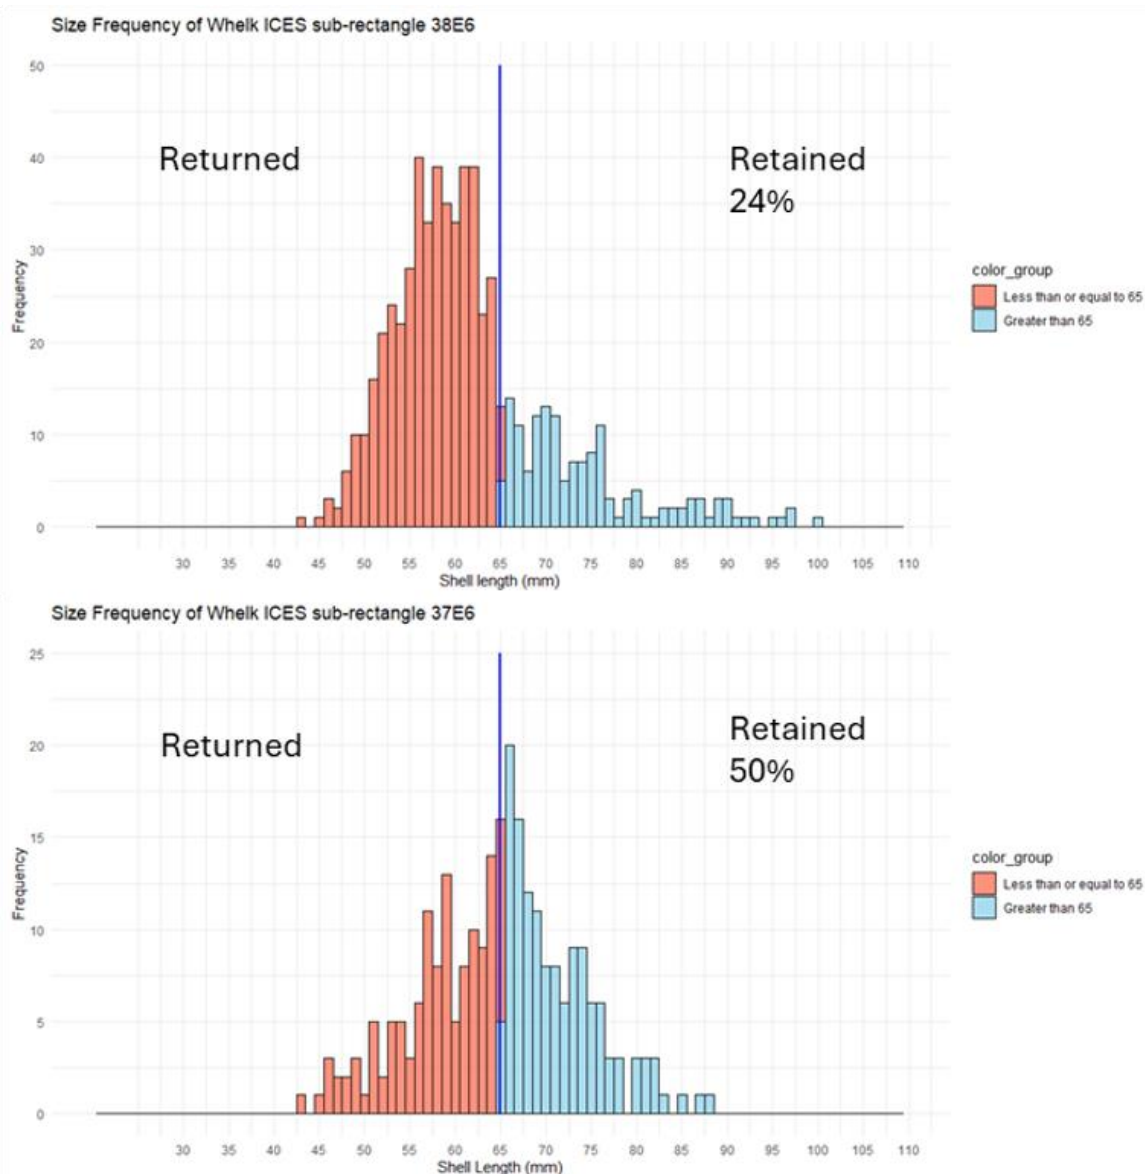 Size Frequency of Whelk ICES sub-rectangle 38E6
50
40
30
20
10
0
Frequency
Returned
Retained
24%
color_group
Less than or equal to 65
Greater than 65
30 35 40 45 50 55 60 65 70 75 80 85 90 95 100 105 110
Shell length (mm)
Size Frequency of Whelk ICES sub-rectangle 37E6
25
20
15
10
5
0
Frequency
Returned
Retained
50%
color_group
Less than or equal to 65
Greater than 65
30 35 40 45 50 55 60 65 70 75 80 85 90 95 100 105 110
Shell Length (mm)